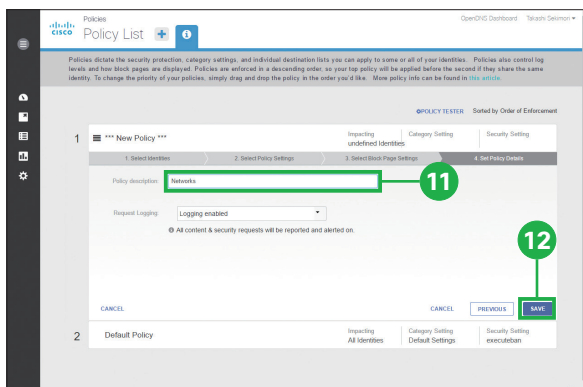 Policies
OpenDNS Dashboard Takashi Sekimori
cisco
Policy List
Policies dictate the security protection, category settings, and individual destination lists you can apply to some or all of your identities. Policies also control log
levels and how block pages are displayed. Policies are enforced in a descending order, so your top policy will be applied before the second if they share the same
identity. To change the priority of your policies, simply drag and drop the policy in the order you'd like. More policy info can be found in this article.
POLICY TESTER Sorted by Order of Enforcement
1 *** New Policy *** Impacting Category Setting Security Setting
undefined Identities
1. Select Identities 2. Select Policy Settings 3. Select Block Page Settings 4. Set Policy Details
Policy description: Networks
11
Request Logging: Logging enabled
All content & security requests will be reported and alerted on.
12
CANCEL CANCEL PREVIOUS SAVE
2 Default Policy Impacting Category Setting Security Setting
All Identities Default Settings executeban